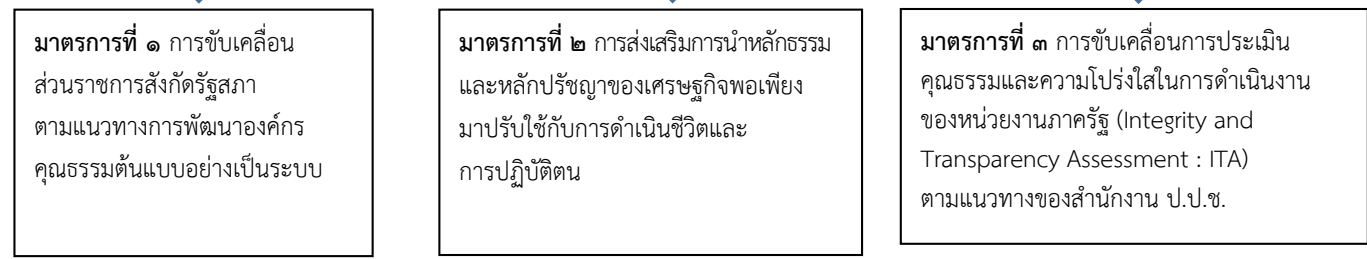 มาตรการที่ ๑ การขับเคลื่อน
ส่วนราชการสังกัดรัฐสภา
ตามแนวทางการพัฒนาองค์กร
คุณธรรมต้นแบบอย่างเป็นระบบ
มาตรการที่ ๒ การส่งเสริมการนำหลักธรรม
และหลักปรัชญาของเศรษฐกิจพอเพียง
มาปรับใช้กับการดำเนินชีวิตและ
การปฏิบัติตน
มาตรการที่ ๓ การขับเคลื่อนการประเมิน
คุณธรรมและความโปร่งใสในการดำเนินงาน
ของหน่วยงานภาครัฐ (Integrity and
Transparency Assessment : ITA)
ตามแนวทางของสำนักงาน ป.ป.ช.